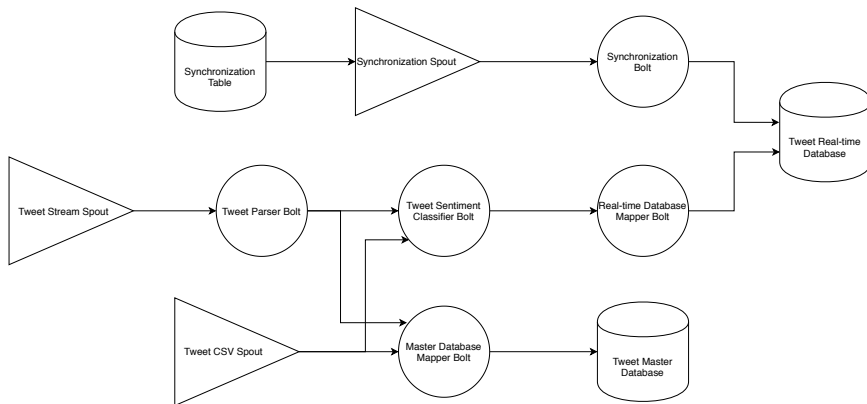 Synchronization
Table
Synchronization Spout
Synchronization
Bolt
Tweet Real-time
Database
Tweet Stream Spout
Tweet Parser Bolt
Tweet Sentiment
Classifier Bolt
Real-time Database
Mapper Bolt
Tweet CSV Spout
Master Database
Mapper Bolt
Tweet Master
Database